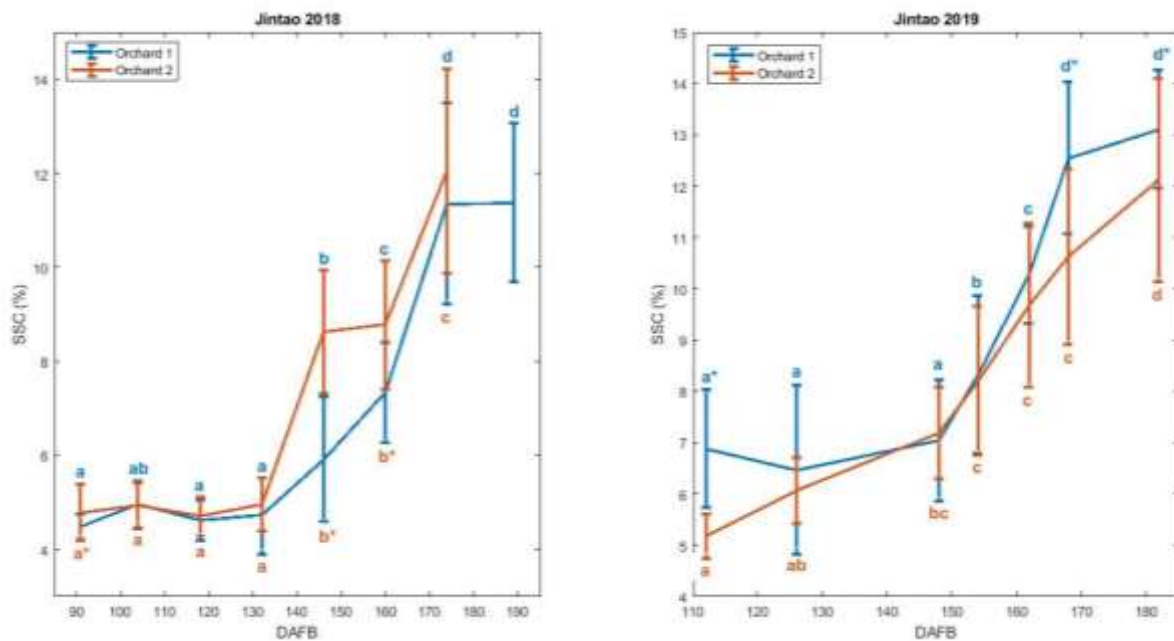 Jintao 2018
Orchard 1
Orchard 2
SSC (%)
14
12
10
8
6
4
a
ab
a
a
b
c
d
d
a*
a
a
a
b*
b*
c
90 100 110 120 130 140 150 160 170 180 190
DAFB
Jintao 2019
Orchard 1
Orchard 2
SSC (%)
15
14
13
12
11
10
9
8
7
6
5
4
a*
a
a
b
c
d*
d*
a
ab
bc
c
c
c
110 120 130 140 150 160 170 180
DAFB